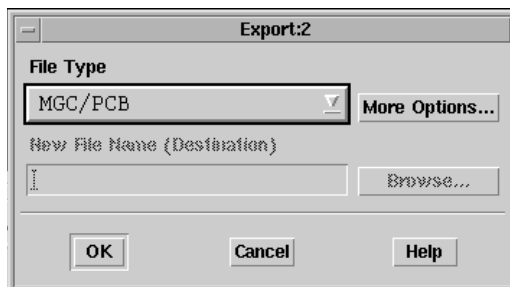 Export:2
File Type
MGC/PCB
More Options...
New File Name (Destination)
Browse...
OK
Cancel
Help